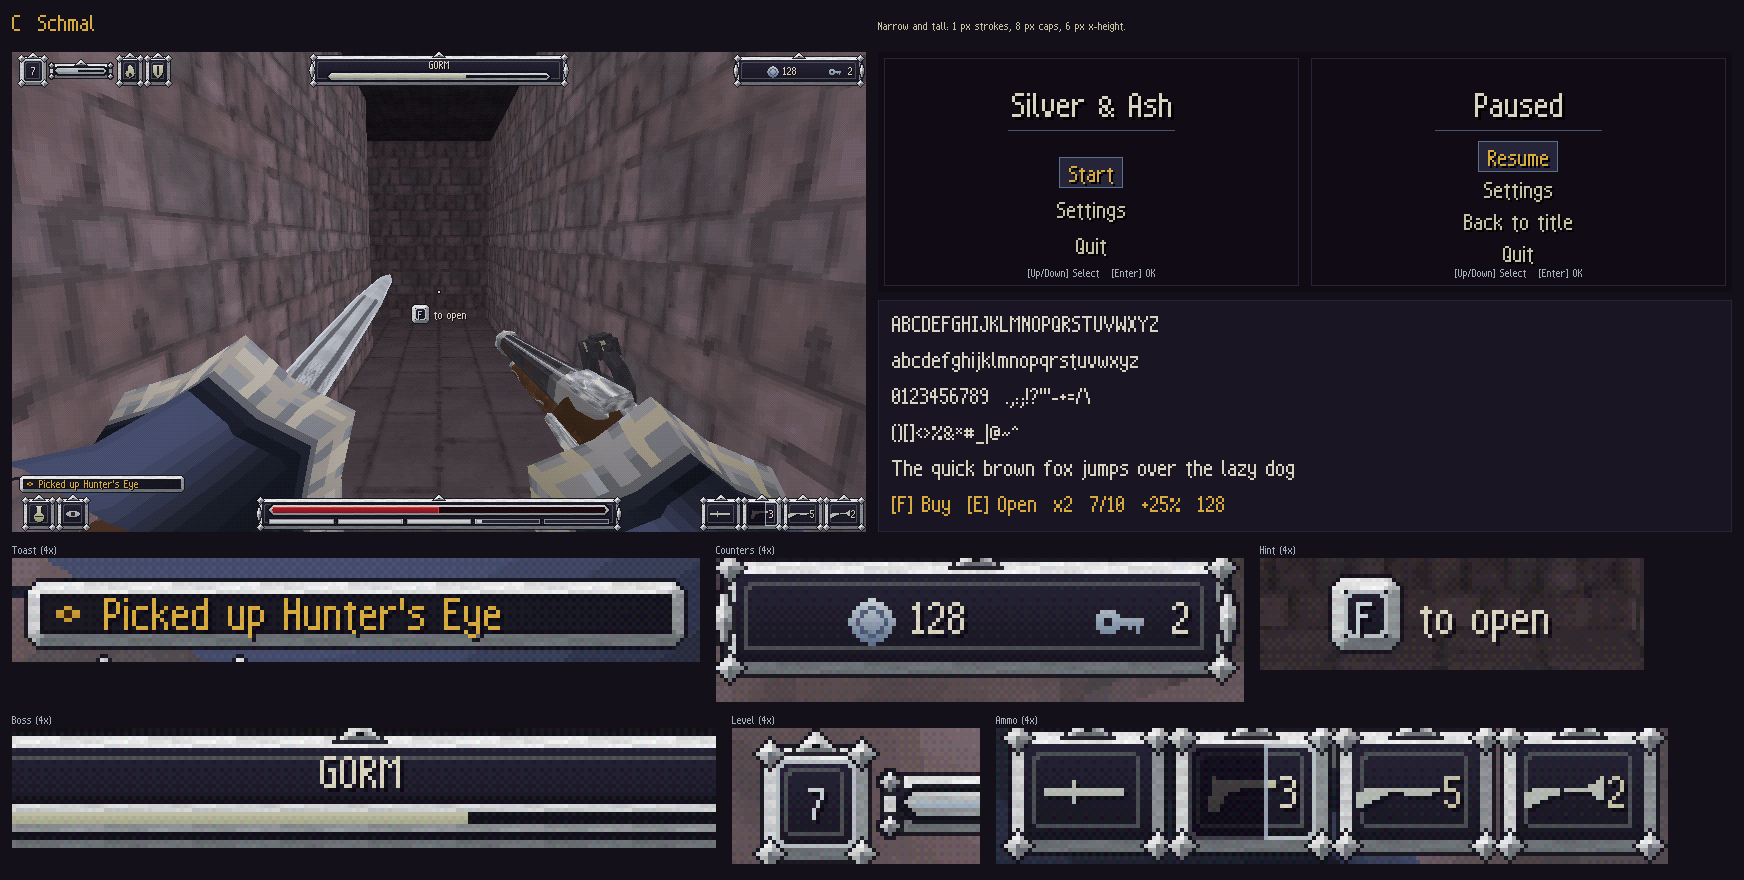 C Schmal
Narrow and tall: 1 px strokes, 8 px caps, 6 px x-height.
7
GORM
128
2
F to open
Picked up Hunter's Eye
3
5
2
Silver & Ash
Start
Settings
Quit
[Up/Down] Select [Enter] OK
Paused
Resume
Settings
Back to title
Quit
[Up/Down] Select [Enter] OK
ABCDEFGHIJKLMNOPQRSTUVWXYZ
abcdefghijklmnopqrstuvwxyz
0123456789 .,:;!?'"-+=/\
()[]<>%&*#_|@~^
The quick brown fox jumps over the lazy dog
[F] Buy [E] Open x2 7/10 +25% 128
Toast (4x)
Picked up Hunter's Eye
Counters (4x)
128
2
Hint (4x)
F to open
Boss (4x)
GORM
Level (4x)
7
Ammo (4x)
3
5
2